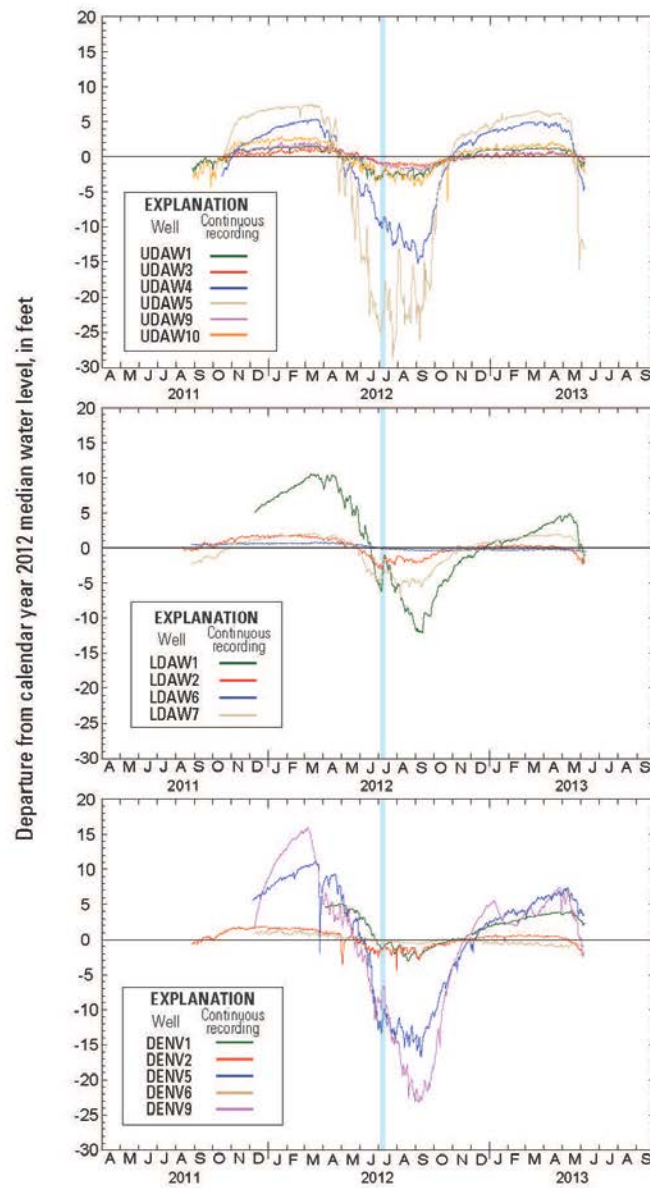 Departure from calendar year 2012 median water level, in feet
20
15
10
5
0
-5
-10
-15
-20
-25
-30
EXPLANATION
Well Continuous recording
UDAW1
UDAW3
UDAW4
UDAW5
UDAW9
UDAW10
A M J J A S O N D J F M A M J J A S O N D J F M A M J J A S
2011 2012 2013
20
15
10
5
0
-5
-10
-15
-20
-25
-30
EXPLANATION
Well Continuous recording
LDAW1
LDAW2
LDAW6
LDAW7
A M J J A S O N D J F M A M J J A S O N D J F M A M J J A S
2011 2012 2013
20
15
10
5
0
-5
-10
-15
-20
-25
-30
EXPLANATION
Well Continuous recording
DENV1
DENV2
DENV5
DENV6
DENV9
A M J J A S O N D J F M A M J J A S O N D J F M A M J J A S
2011 2012 2013